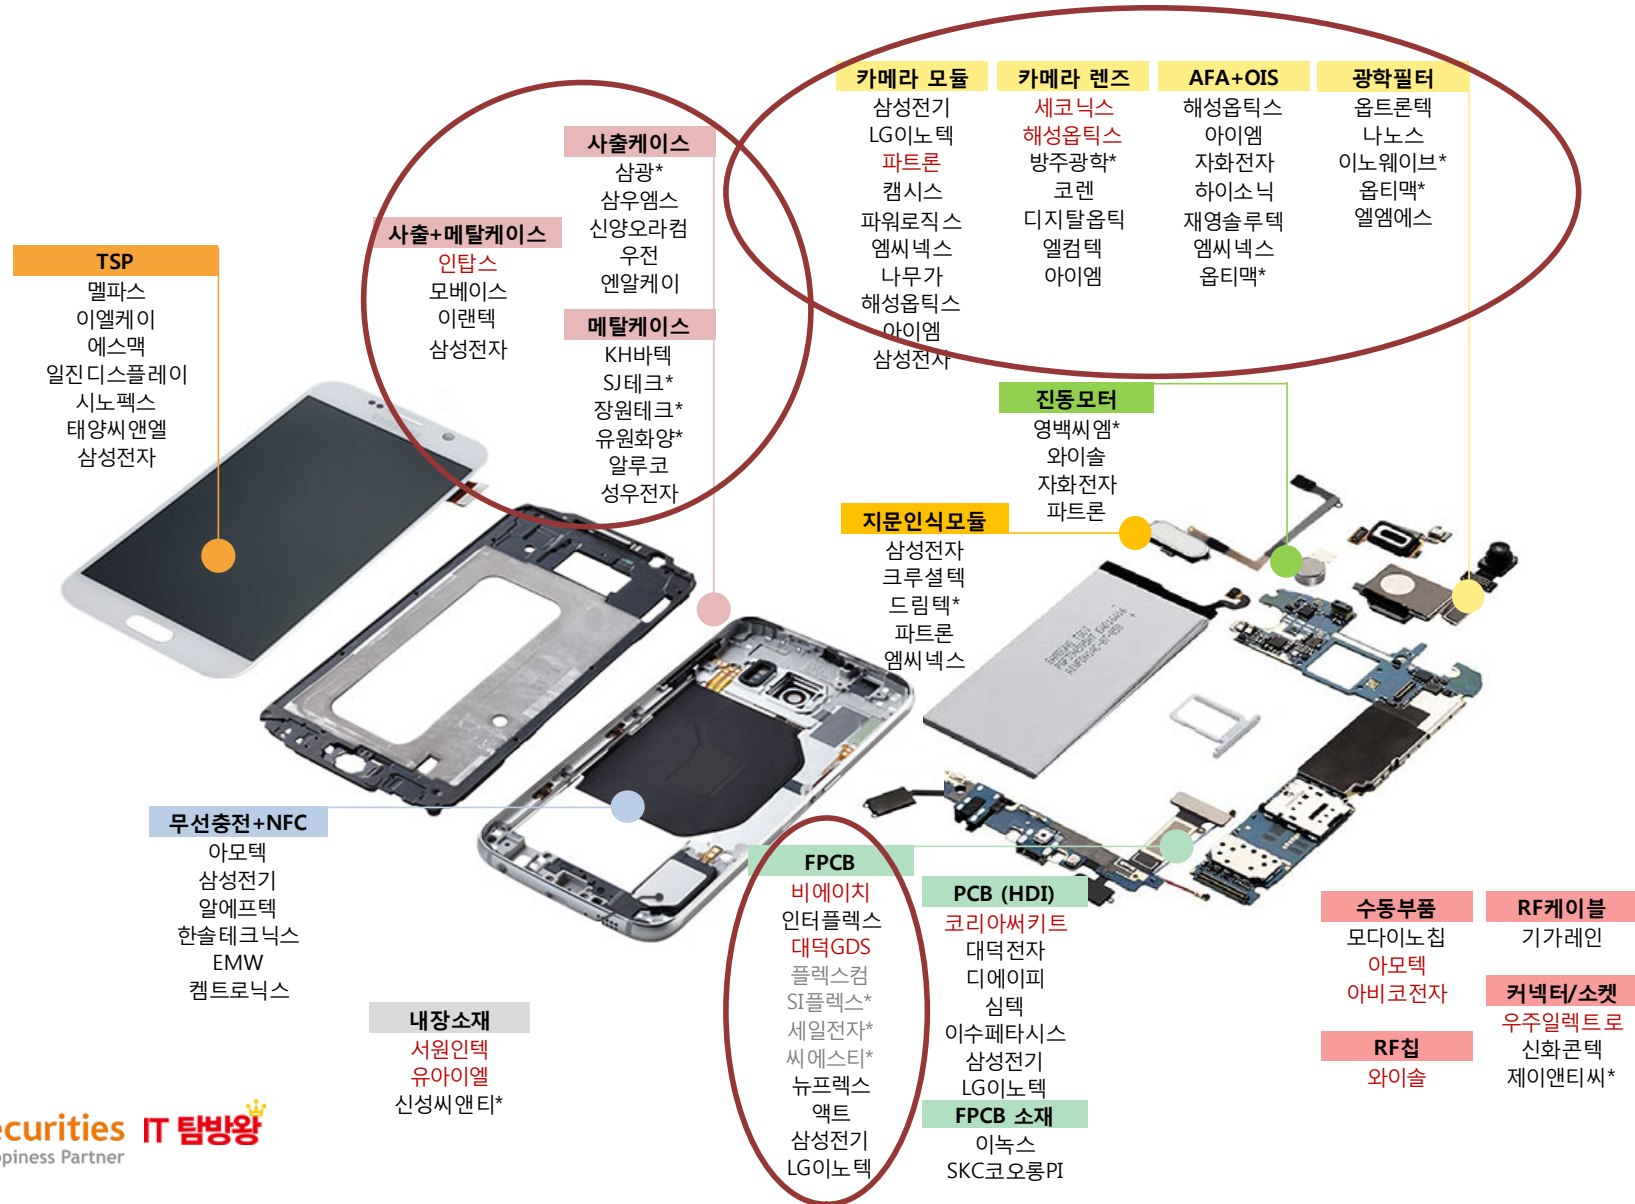 카메라 모듈
삼성전기
LG이노텍
파트론
캠시스
파워로직스
엠씨넥스
나무가
해성옵틱스
아이엠
삼성전자
카메라 렌즈
세코닉스
해성옵틱스
방주광학*
코렌
디지탈옵틱
엘컴텍
아이엠
AFA+OIS
해성옵틱스
아이엠
자화전자
하이소닉
재영솔루텍
엠씨넥스
옵티맥*
광학필터
옵트론텍
나노스
이노웨이브*
옵티맥*
엘엠에스
사출케이스
삼광*
삼우엠스
신양오라컴
우전
엔알케이
사출+메탈케이스
인탑스
모베이스
이랜텍
삼성전자
메탈케이스
KH바텍
SJ테크*
장원테크*
유원화양*
알루코
성우전자
TSP
멜파스
이엘케이
에스맥
일진디스플레이
시노펙스
태양씨앤엘
삼성전자
진동모터
영백씨엠*
와이솔
자화전자
파트론
지문인식모듈
삼성전자
크루셜텍
드림텍*
파트론
엠씨넥스
무선충전+NFC
아모텍
삼성전기
알에프텍
한솔테크닉스
EMW
켐트로닉스
내장소재
서원인텍
유아이엘
신성씨앤티*
FPCB
비에이치
인터플렉스
대덕GDS
플렉스컴
SI플렉스*
세일전자*
씨에스티*
뉴프렉스
액트
삼성전기
LG이노텍
PCB (HDI)
코리아써키트
대덕전자
디에이피
심텍
이수페타시스
삼성전기
LG이노텍
FPCB 소재
이녹스
SKC코오롱PI
수동부품
모다이노칩
아모텍
아비코전자
RF칩
와이솔
RF케이블
기가레인
커넥터/소켓
우주일렉트로
신화콘텍
제이앤티씨*
ecurities IT 탐방왕
ppiness Partner